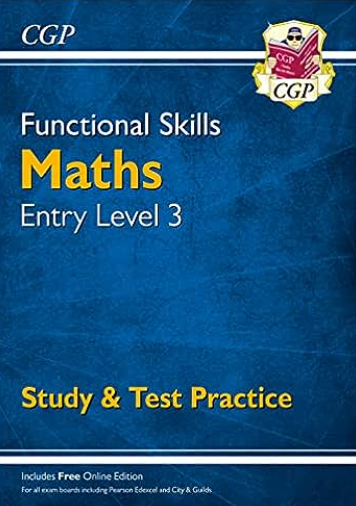 CGP
CGP
CGP
Functional Skills
Maths
Entry Level 3
Study & Test Practice
Includes Free Online Edition
For all exam boards including Pearson Edexcel and City & Guilds